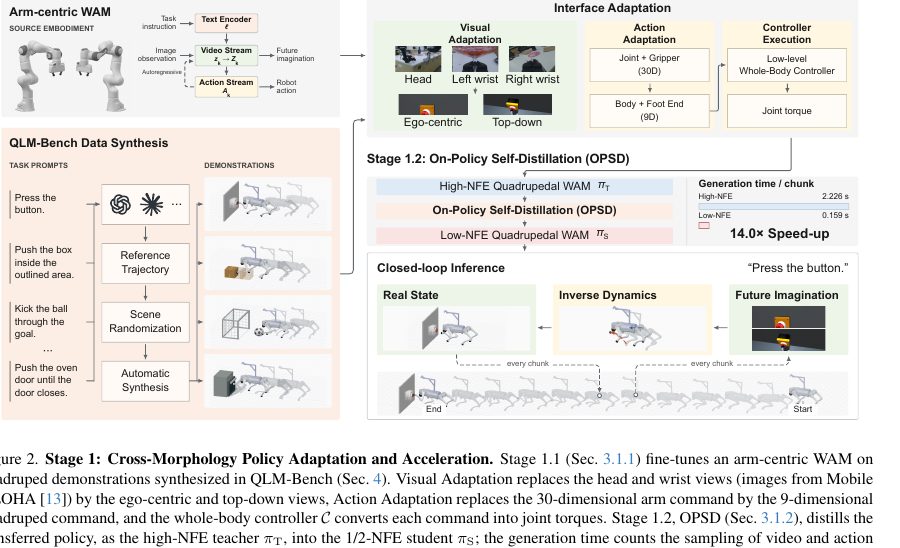 Arm-centric WAM
SOURCE EMBODIMENT
Task
instruction
Text Encoder
ℓ
Image
observation
Video Stream
z_k → Z_k
Future
imagination
Autoregressive
Action Stream
A_k
Robot
action
QLM-Bench Data Synthesis
TASK PROMPTS
DEMONSTRATIONS
Press the
button.
...
Push the box
inside the
outlined area.
Reference
Trajectory
Kick the ball
through the
goal.
Scene
Randomization
...
Push the oven
door until the
door closes.
Automatic
Synthesis
Interface Adaptation
Visual
Adaptation
Head
Left wrist
Right wrist
Ego-centric
Top-down
Action
Adaptation
Joint + Gripper
(30D)
Body + Foot End
(9D)
Controller
Execution
Low-level
Whole-Body Controller
Joint torque
Stage 1.2: On-Policy Self-Distillation (OPSD)
High-NFE Quadrupedal WAM π_T
On-Policy Self-Distillation (OPSD)
Low-NFE Quadrupedal WAM π_S
Generation time / chunk
High-NFE 2.226 s
Low-NFE 0.159 s
14.0× Speed-up
Closed-loop Inference
"Press the button."
Real State
Inverse Dynamics
Future Imagination
every chunk
every chunk
End
Start
gure 2. Stage 1: Cross-Morphology Policy Adaptation and Acceleration. Stage 1.1 (Sec. 3.1.1) fine-tunes an arm-centric WAM on
adruped demonstrations synthesized in QLM-Bench (Sec. 4). Visual Adaptation replaces the head and wrist views (images from Mobile
LOHA [13]) by the ego-centric and top-down views, Action Adaptation replaces the 30-dimensional arm command by the 9-dimensional
adruped command, and the whole-body controller C converts each command into joint torques. Stage 1.2, OPSD (Sec. 3.1.2), distills the
nsferred policy, as the high-NFE teacher π_T, into the 1/2-NFE student π_S; the generation time counts the sampling of video and action